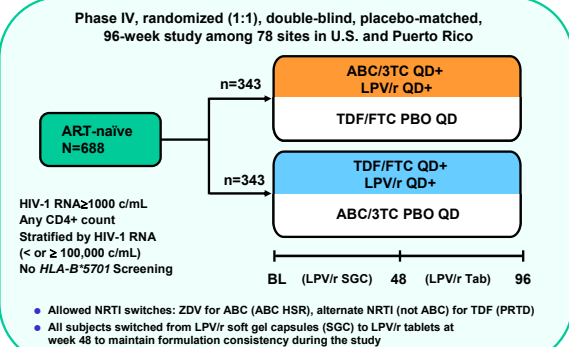 Phase IV, randomized (1:1), double-blind, placebo-matched,
96-week study among 78 sites in U.S. and Puerto Rico
ART-naïve
N=688
n=343
ABC/3TC QD+
LPV/r QD+
TDF/FTC PBO QD
n=343
TDF/FTC QD+
LPV/r QD+
ABC/3TC PBO QD
HIV-1 RNA≥1000 c/mL
Any CD4+ count
Stratified by HIV-1 RNA
(< or ≥ 100,000 c/mL)
No HLA-B*5701 Screening
BL (LPV/r SGC) 48 (LPV/r Tab) 96
• Allowed NRTI switches: ZDV for ABC (ABC HSR), alternate NRTI (not ABC) for TDF (PRTD)
• All subjects switched from LPV/r soft gel capsules (SGC) to LPV/r tablets at
week 48 to maintain formulation consistency during the study